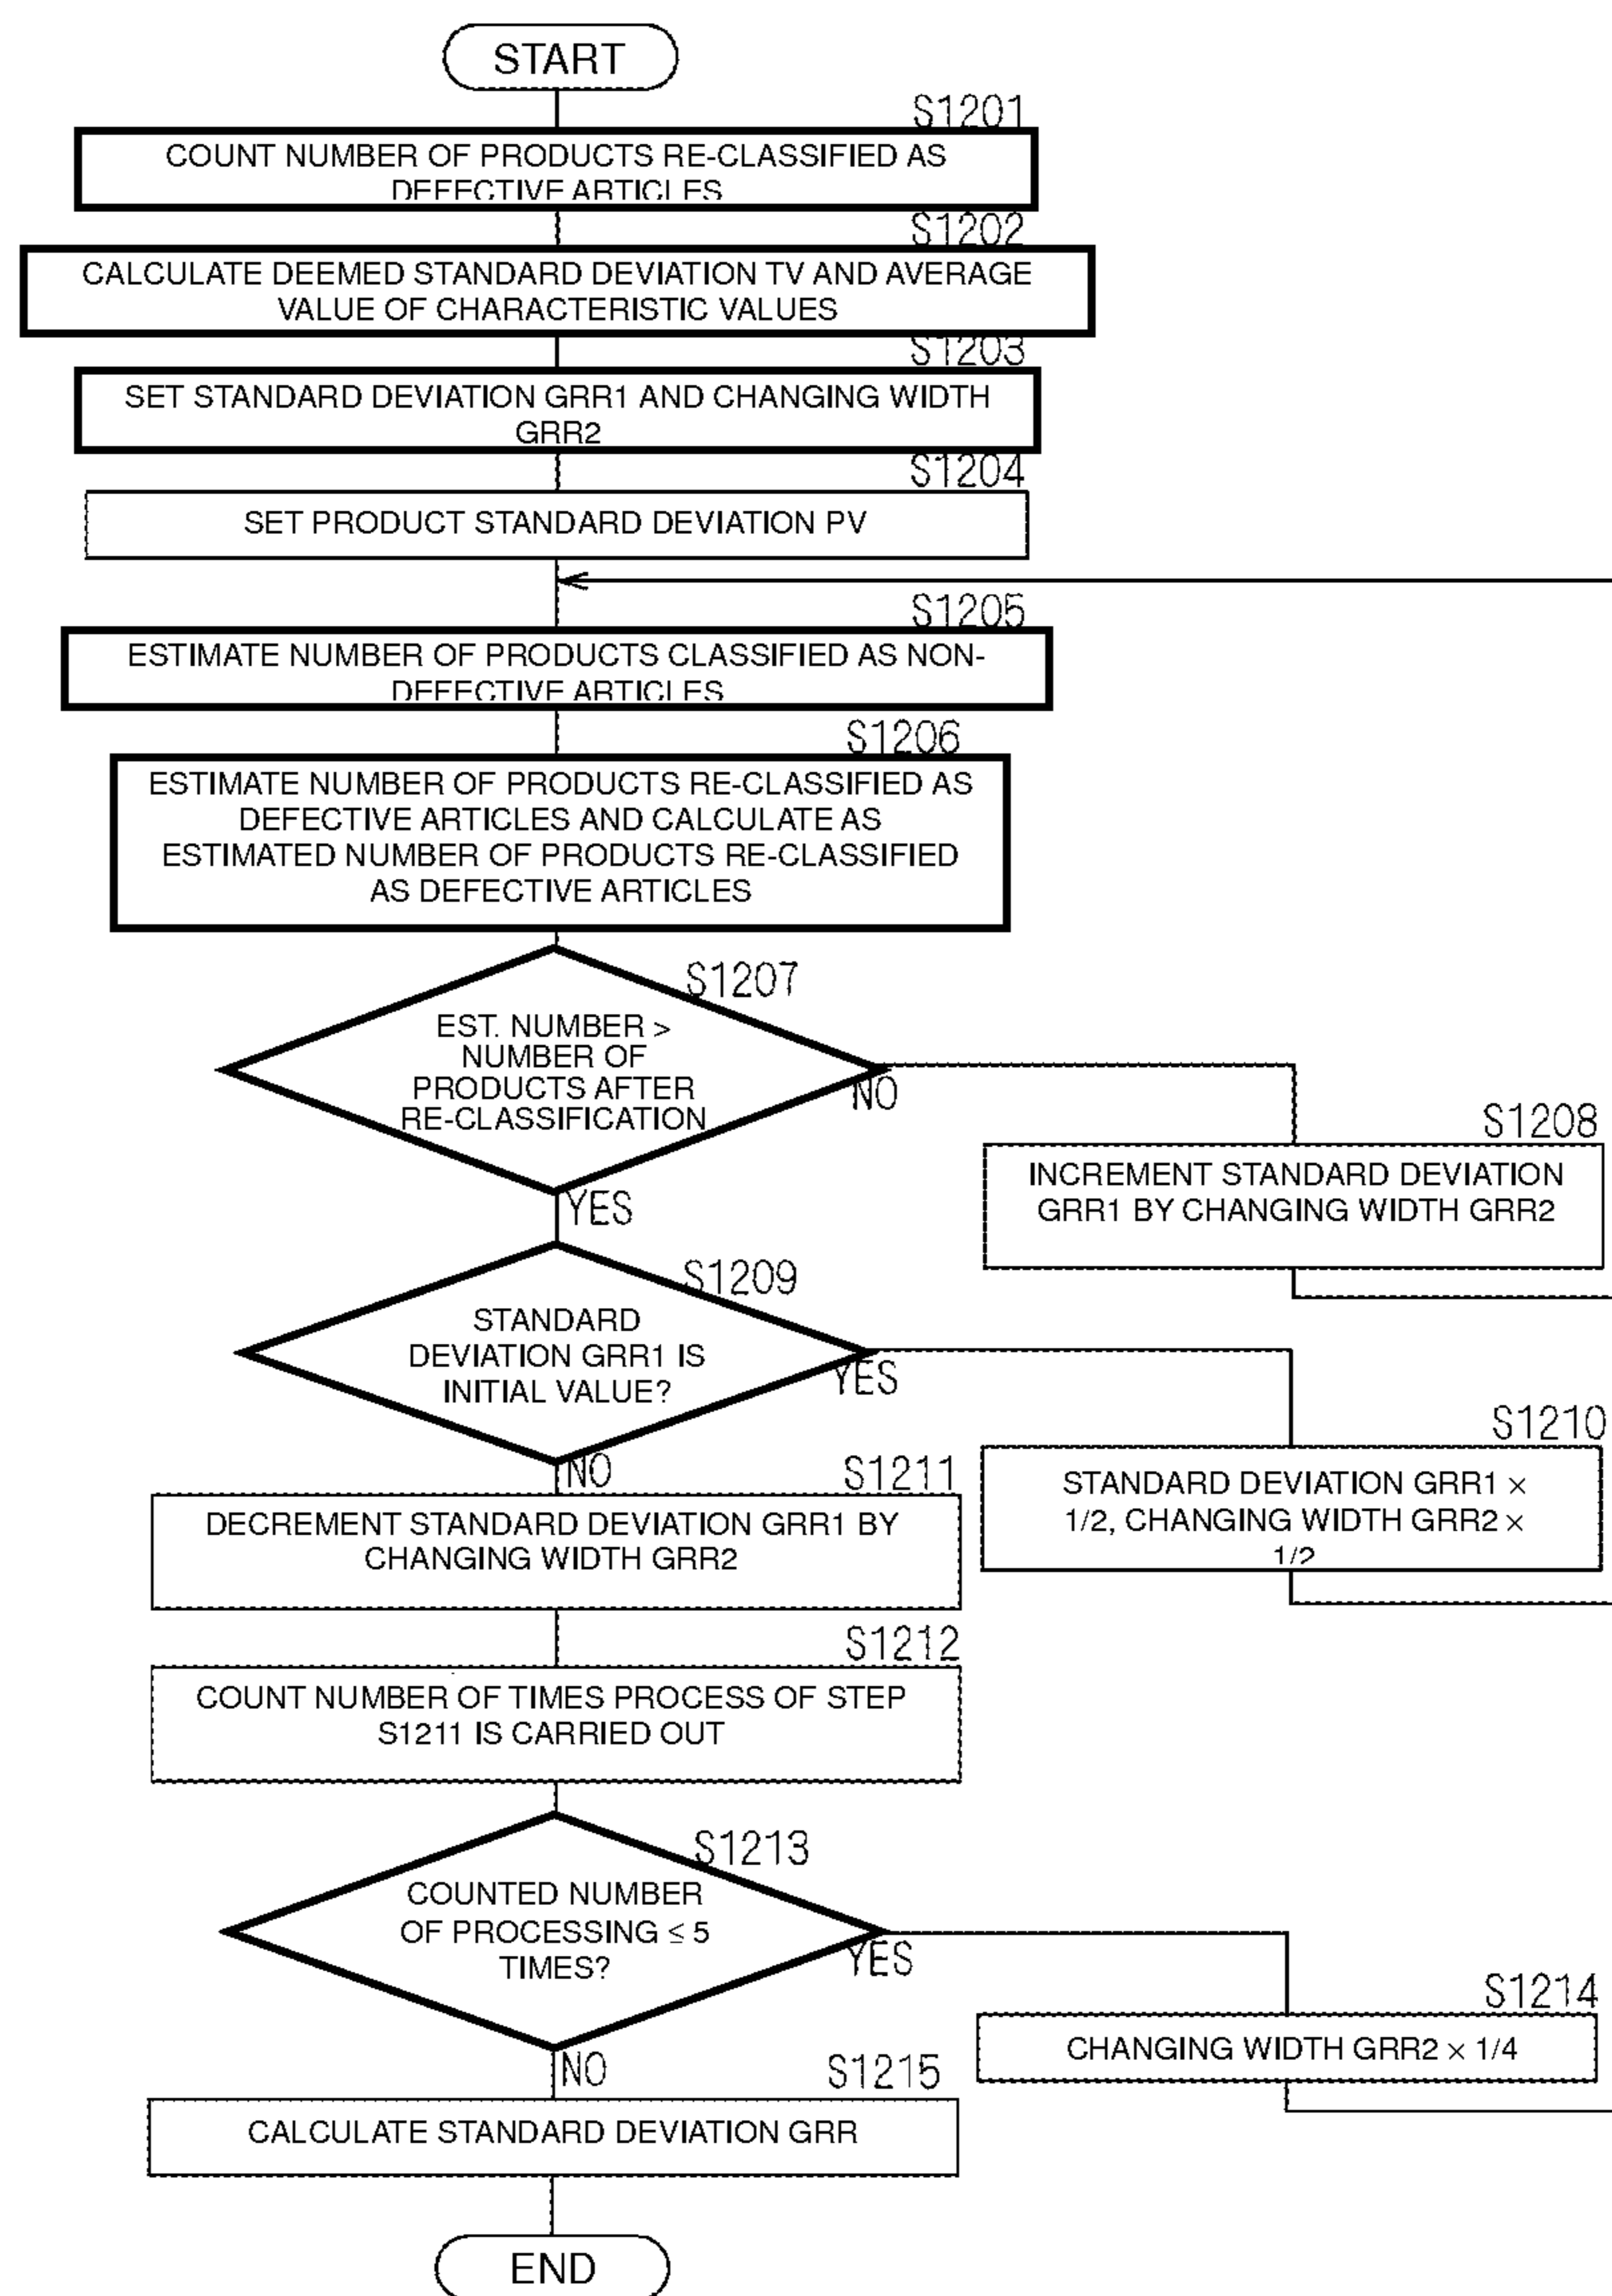 START
S1201
COUNT NUMBER OF PRODUCTS RE-CLASSIFIED AS
DEFECTIVE ARTICLES
S1202
CALCULATE DEEMED STANDARD DEVIATION TV AND AVERAGE
VALUE OF CHARACTERISTIC VALUES
S1203
SET STANDARD DEVIATION GRR1 AND CHANGING WIDTH
GRR2
S1204
SET PRODUCT STANDARD DEVIATION PV
S1205
ESTIMATE NUMBER OF PRODUCTS CLASSIFIED AS NON-
DEFECTIVE ARTICLES
S1206
ESTIMATE NUMBER OF PRODUCTS RE-CLASSIFIED AS
DEFECTIVE ARTICLES AND CALCULATE AS
ESTIMATED NUMBER OF PRODUCTS RE-CLASSIFIED
AS DEFECTIVE ARTICLES
S1207
EST. NUMBER >
NUMBER OF
PRODUCTS AFTER
RE-CLASSIFICATION
NO
YES
S1208
INCREMENT STANDARD DEVIATION
GRR1 BY CHANGING WIDTH GRR2
S1209
STANDARD
DEVIATION GRR1 IS
INITIAL VALUE?
YES
NO
S1210
STANDARD DEVIATION GRR1 ×
1/2, CHANGING WIDTH GRR2 ×
1/2
S1211
DECREMENT STANDARD DEVIATION GRR1 BY
CHANGING WIDTH GRR2
S1212
COUNT NUMBER OF TIMES PROCESS OF STEP
S1211 IS CARRIED OUT
S1213
COUNTED NUMBER
OF PROCESSING ≤ 5
TIMES?
YES
NO
S1214
CHANGING WIDTH GRR2 × 1/4
S1215
CALCULATE STANDARD DEVIATION GRR
END